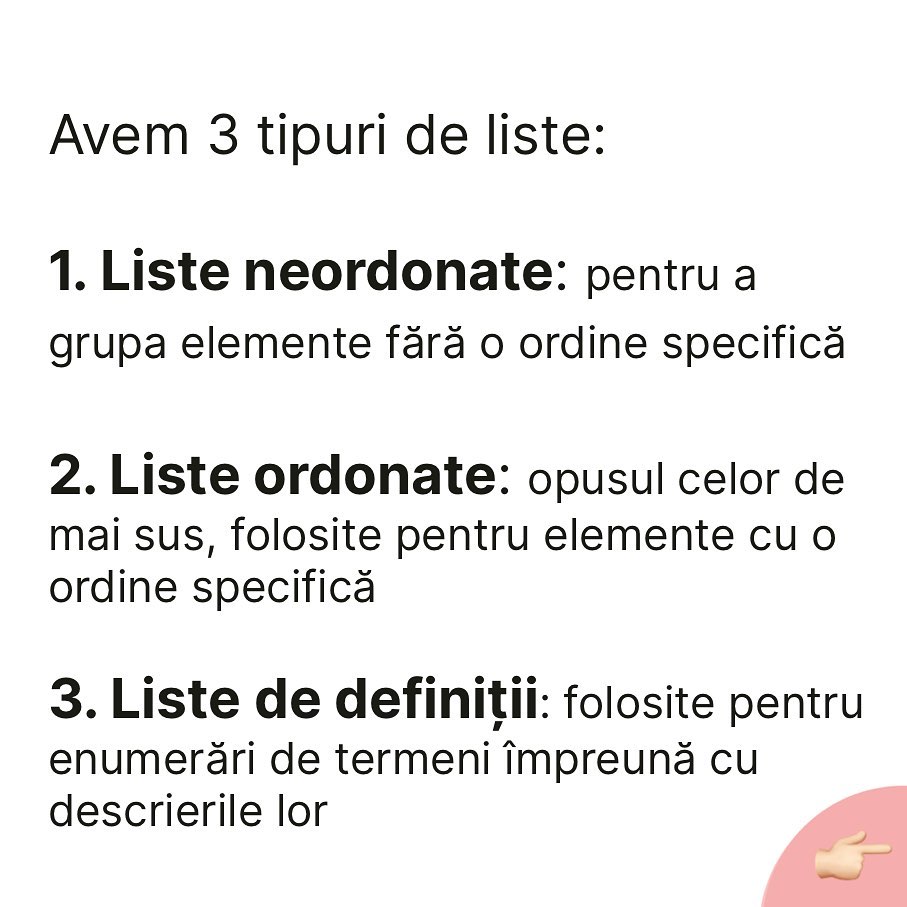 Avem 3 tipuri de liste:
1. Liste neordonate: pentru a
grupa elemente fără o ordine specifică
2. Liste ordonate: opusul celor de
mai sus, folosite pentru elemente cu o
ordine specifică
3. Liste de definiții: folosite pentru
enumerări de termeni împreună cu
descrierile lor